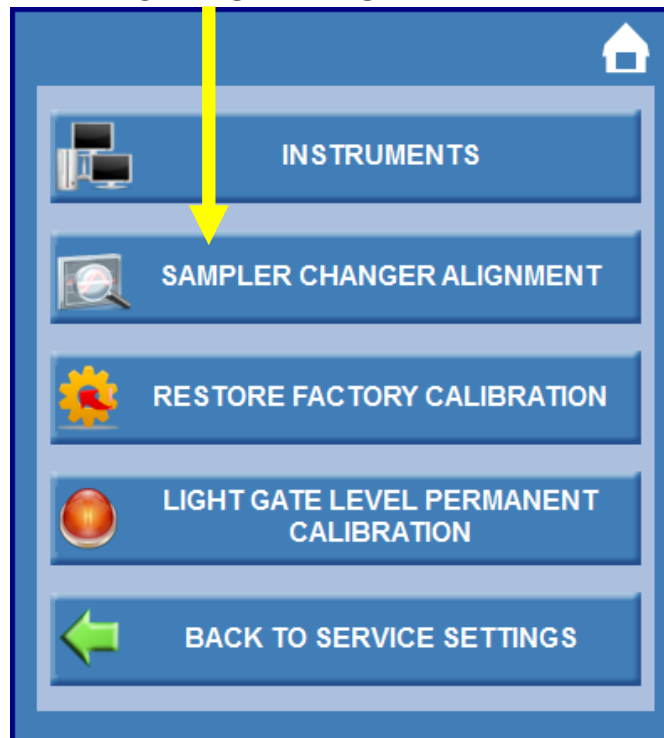 INSTRUMENTS
SAMPLER CHANGER ALIGNMENT
RESTORE FACTORY CALIBRATION
LIGHT GATE LEVEL PERMANENT
CALIBRATION
BACK TO SERVICE SETTINGS